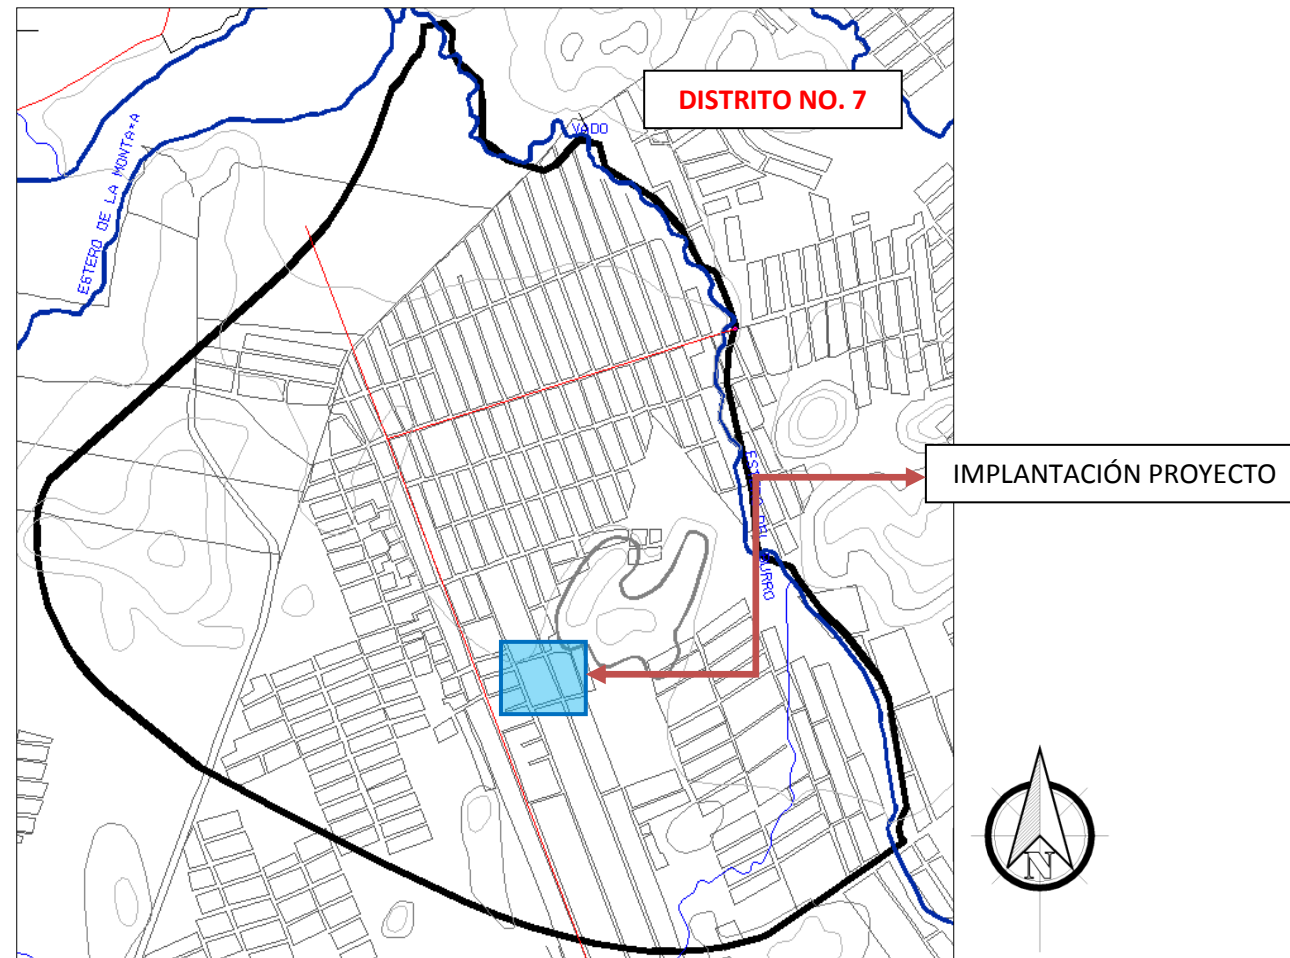 DISTRITO NO. 7
VADO
ESTERO DE LA MONTA*A
IMPLANTACIÓN PROYECTO
N